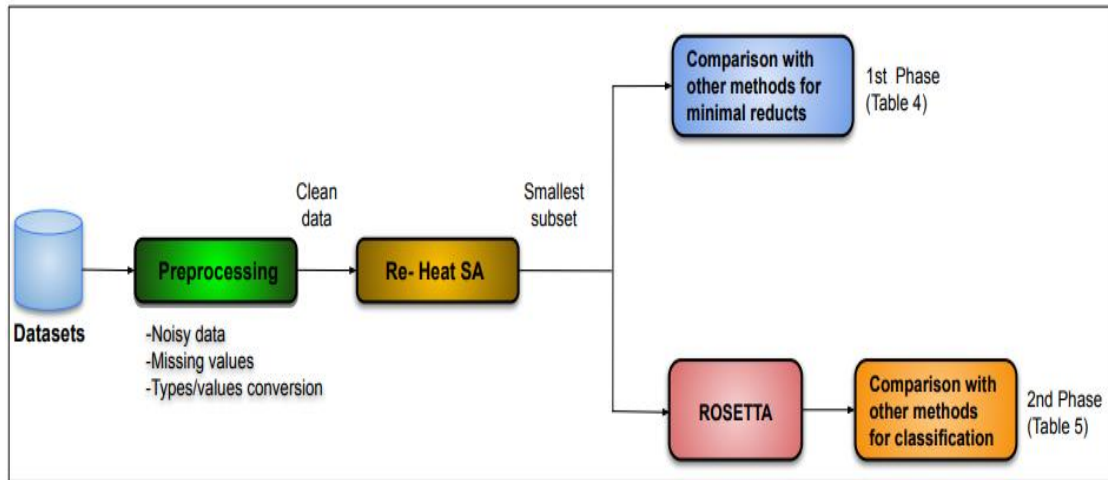 Datasets
Preprocessing
-Noisy data
-Missing values
-Types/values conversion
Clean
data
Re- Heat SA
Smallest
subset
Comparison with
other methods for
minimal reducts
1st Phase
(Table 4)
ROSETTA
Comparison with
other methods
for classification
2nd Phase
(Table 5)